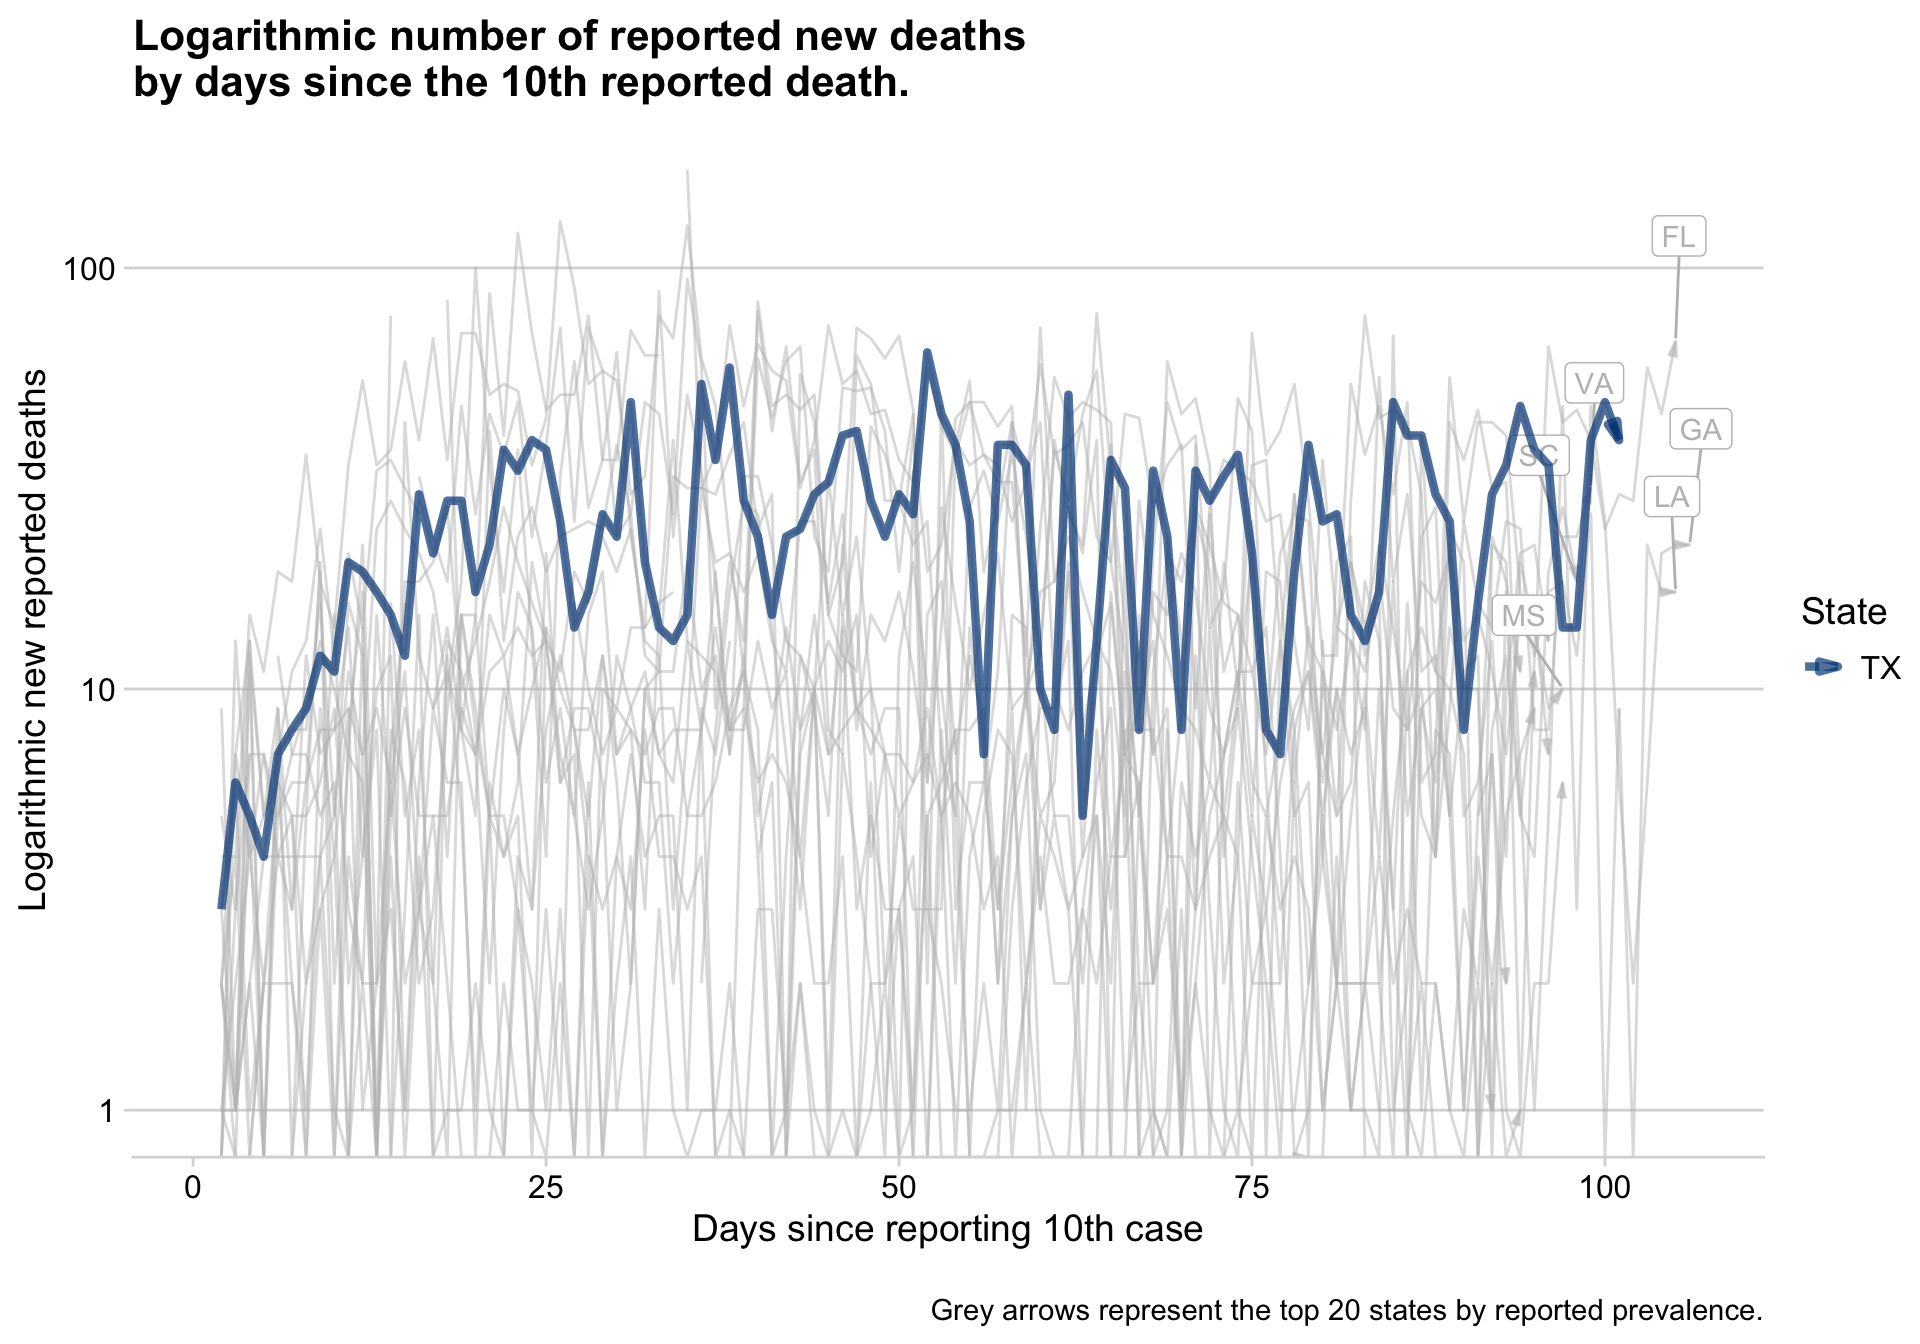 Logarithmic number of reported new deaths
by days since the 10th reported death.
Logarithmic new reported deaths
100
10
1
FL
VA
GA
SC
LA
MS
State
TX
0
25
50
75
100
Days since reporting 10th case
Grey arrows represent the top 20 states by reported prevalence.